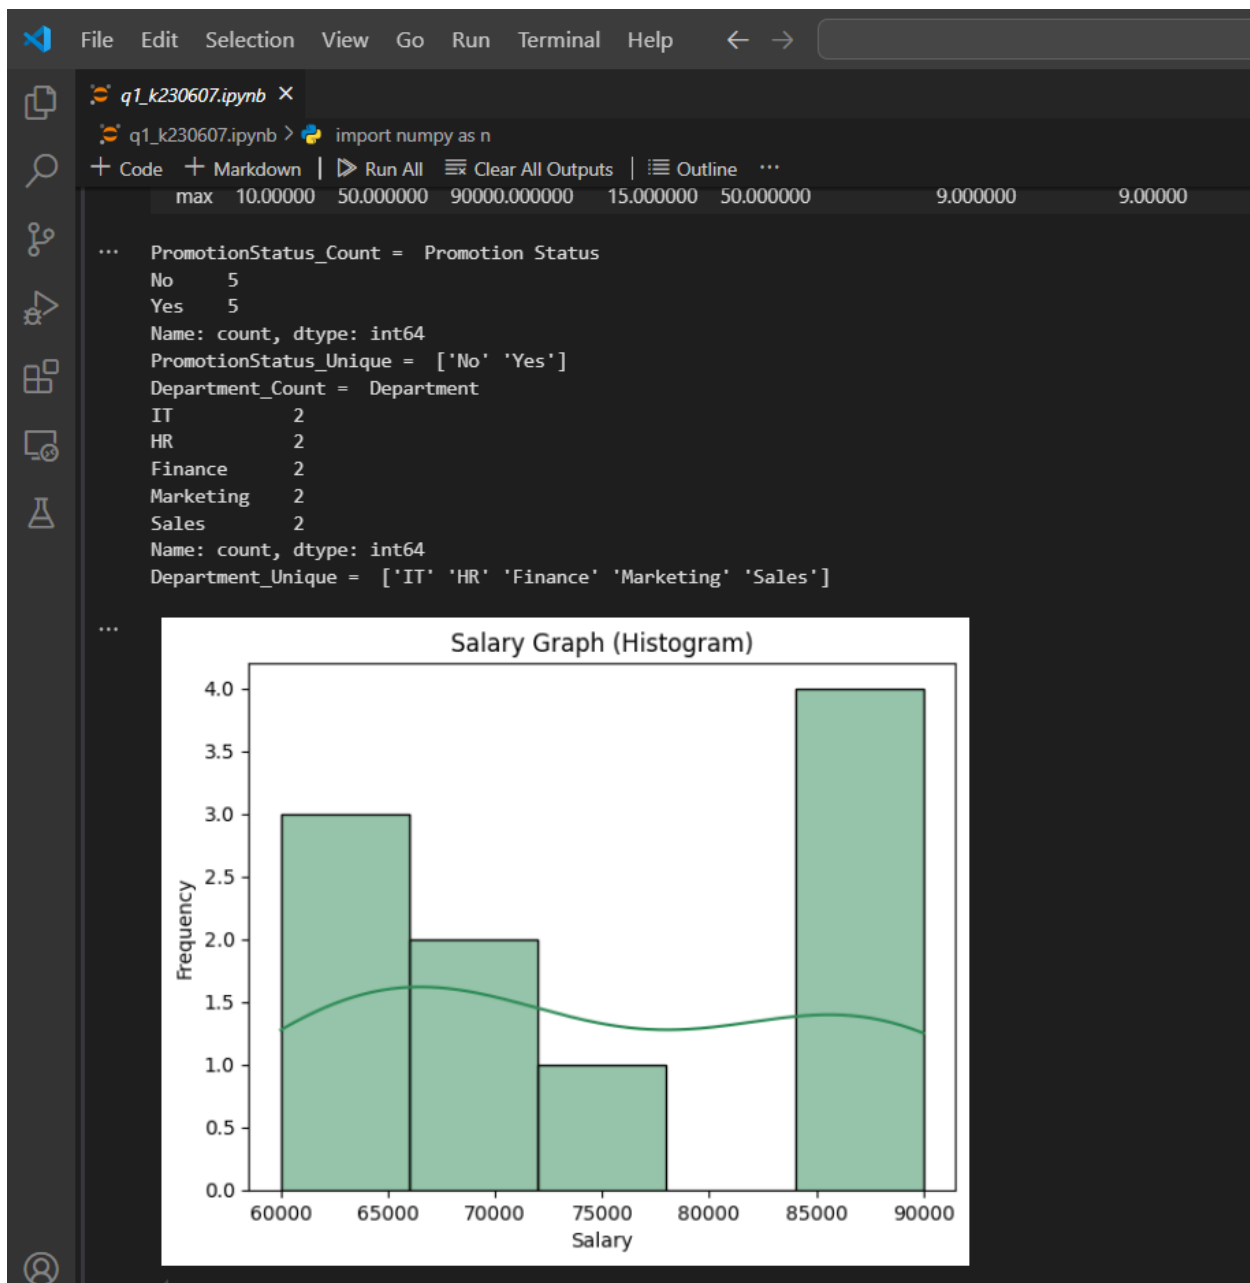 File Edit Selection View Go Run Terminal Help
q1_k230607.ipynb
q1_k230607.ipynb > import numpy as n
Code Markdown Run All Clear All Outputs Outline ...
max 10.00000 50.000000 90000.000000 15.000000 50.000000 9.000000 9.00000
... PromotionStatus_Count =  Promotion Status
No 5
Yes 5
Name: count, dtype: int64
PromotionStatus_Unique =  ['No' 'Yes']
Department_Count =  Department
IT 2
HR 2
Finance 2
Marketing 2
Sales 2
Name: count, dtype: int64
Department_Unique =  ['IT' 'HR' 'Finance' 'Marketing' 'Sales']
...
Salary Graph (Histogram)
4.0
3.5
3.0
2.5
2.0
1.5
1.0
0.5
0.0
Frequency
60000 65000 70000 75000 80000 85000 90000
Salary